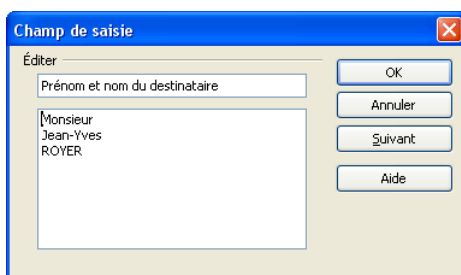 Champ de saisie
Éditer
Prénom et nom du destinataire
Monsieur
Jean-Yves
ROYER
OK
Annuler
Suivant
Aide